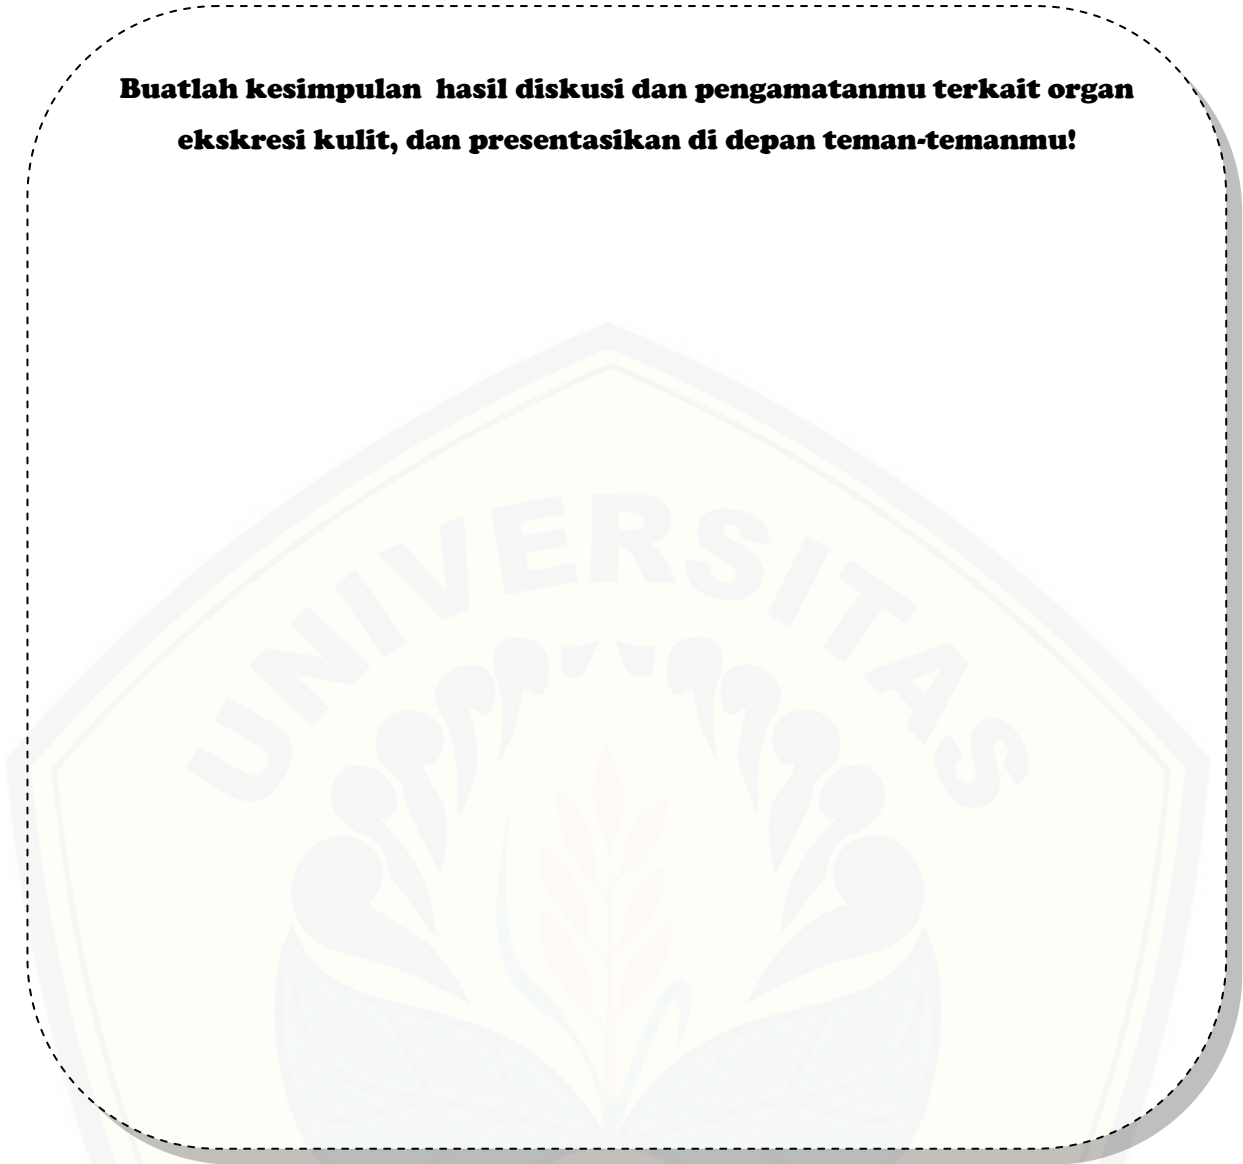 Buatlah kesimpulan  hasil diskusi dan pengamatanmu terkait organ
ekskresi kulit, dan presentasikan di depan teman-temanmu!
UNIVERSITAS